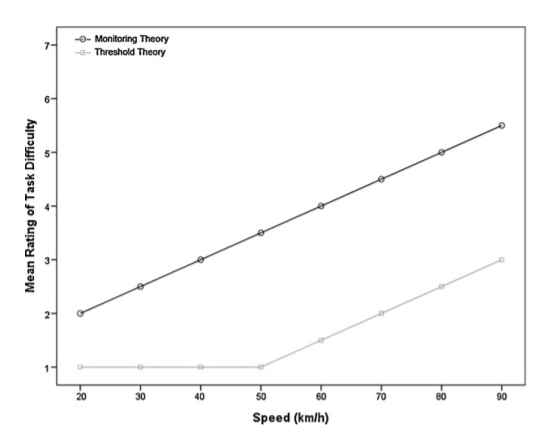 Monitoring Theory
Threshold Theory
7
6
5
4
3
2
1
Mean Rating of Task Difficulty
20 30 40 50 60 70 80 90
Speed (km/h)